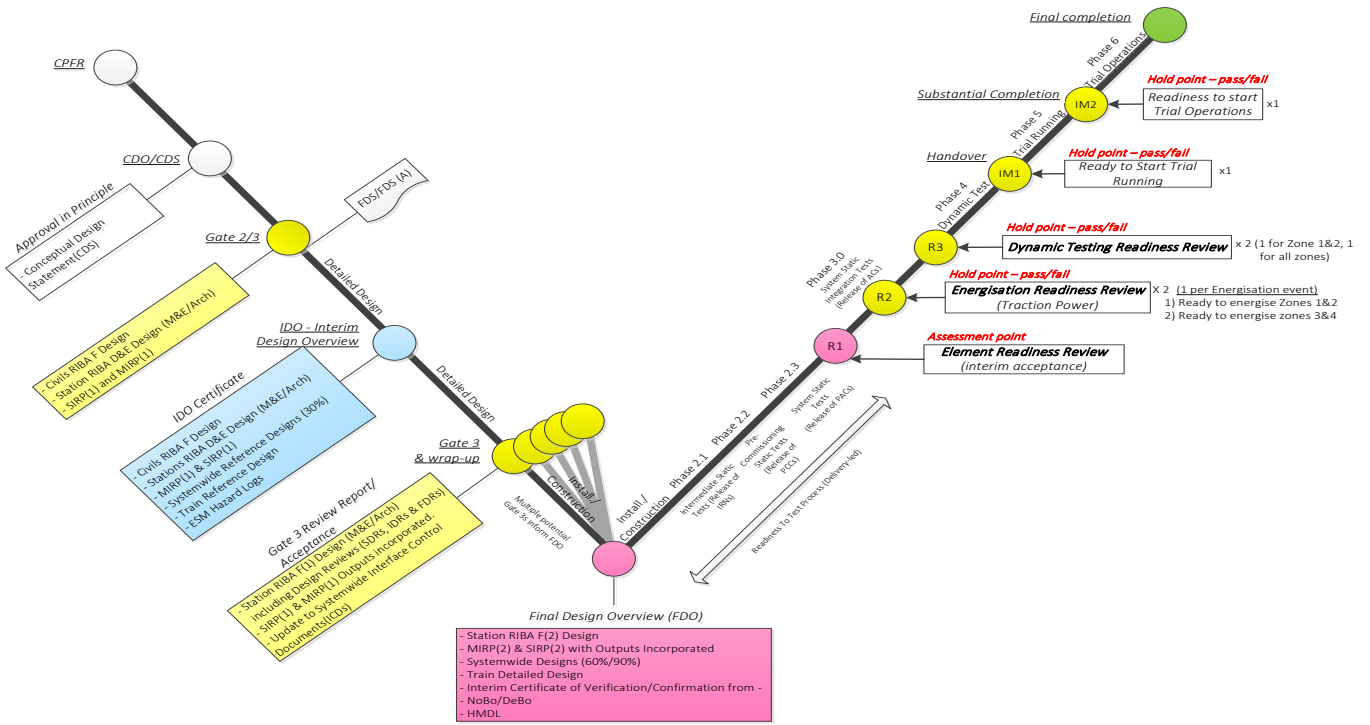 CPFR
CDO/CDS
Approval in Principle
- Conceptual Design
Statement(CDS)
FDS/FDS (A)
Gate 2/3
- Civils RIBA F Design
- Station RIBA D&E Design (M&E/Arch)
- SIRP(1) and MIRP(1)
Detailed Design
IDO - Interim
Design Overview
IDO Certificate
- Civils RIBA F Design
- Stations RIBA D&E Design (M&E/Arch)
- MIRP(1) & SIRP(1)
- Systemwide Reference Designs (30%)
- Train Reference Design
- ESM Hazard Logs
Detailed Design
Gate 3
& wrap-up
Gate 3 Review Report/
Acceptance
- Station RIBA F(1) Design (M&E/Arch)
including Design Reviews (SDRs, IDRs & FDRs)
- SIRP(1) & MIRP(1) Outputs incorporated.
- Update to Systemwide Interface Control
Documents(ICDs)
Multiple potential
Gate 3s inform FDO
Install./
Construction
Final Design Overview (FDO)
- Station RIBA F(2) Design
- MIRP(2) & SIRP(2) with Outputs Incorporated
- Systemwide Designs (60%/90%)
- Train Detailed Design
- Interim Certificate of Verification/Confirmation from -
- NoBo/DeBo
- HMDL
Install./
Construction
Phase 2.1
Intermediate Static
Tests (Release of
IRNs)
Phase 2.2
Pre-
Commissioning
Static Tests
(Release of
PCCs)
Phase 2.3
System Static
Tests
(Release of PACs)
Readiness To Test Process (Delivery-led)
R1
Assessment point
Element Readiness Review
(interim acceptance)
Phase 3.0
System Static
Integration Tests
(Release of ACs)
R2
Hold point – pass/fail
Energisation Readiness Review
(Traction Power)
X 2 (1 per Energisation event)
1) Ready to energise Zones 1&2
2) Ready to energise zones 3&4
R3
Hold point – pass/fail
Dynamic Testing Readiness Review
x 2 (1 for Zone 1&2, 1
for all zones)
Phase 4
Dynamic Test
Handover
IM1
Hold point – pass/fail
Ready to Start Trial
Running
x1
Phase 5
Trial Running
Substantial Completion
IM2
Hold point – pass/fail
Readiness to start
Trial Operations
x1
Phase 6
Trial Operations
Final completion